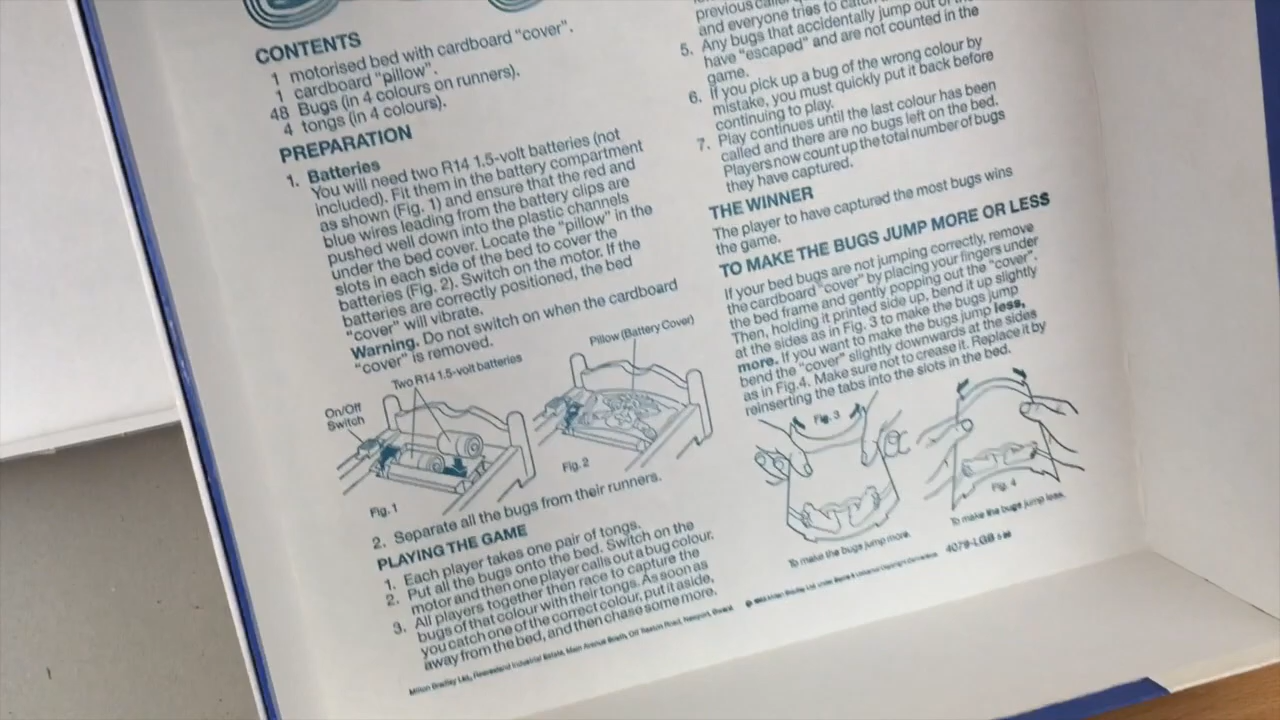 CONTENTS
1 motorised bed with cardboard "cover".
1 cardboard "pillow".
48 Bugs (in 4 colours on runners).
4 tongs (in 4 colours).
PREPARATION
1. Batteries
You will need two R14 1.5-volt batteries (not
included). Fit them in the battery compartment
as shown (Fig. 1) and ensure that the red and
blue wires leading from the battery clips are
pushed well down into the plastic channels
under the bed cover. Locate the "pillow" in the
slots in each side of the bed to cover the
batteries (Fig. 2). Switch on the motor. If the
batteries are correctly positioned, the bed
"cover" will vibrate.
Warning. Do not switch on when the cardboard
"cover" is removed.
Two R14 1.5-volt batteries
On/Off
Switch
Fig. 1
Pillow (Battery Cover)
Fig. 2
2. Separate all the bugs from their runners.
PLAYING THE GAME
1. Each player takes one pair of tongs.
2. Put all the bugs onto the bed. Switch on the
motor and then one player calls out a bug colour.
3. All players together then race to capture the
bugs of that colour with their tongs. As soon as
you catch one of the correct colour, put it aside,
away from the bed, and then chase some more.
previous
and everyone tries to catch
5. Any bugs that accidentally jump out of
have "escaped" and are not counted in the
game.
6. If you pick up a bug of the wrong colour by
mistake, you must quickly put it back before
continuing to play.
7. Play continues until the last colour has been
called and there are no bugs left on the bed.
Players now count up the total number of bugs
they have captured.
THE WINNER
The player to have captured the most bugs wins
the game.
TO MAKE THE BUGS JUMP MORE OR LESS
If your bed bugs are not jumping correctly, remove
the cardboard "cover" by placing your fingers under
the bed frame and gently popping out the "cover".
Then, holding it printed side up, bend it up slightly
at the sides as in Fig. 3 to make the bugs jump
more. If you want to make the bugs jump less,
bend the "cover" slightly downwards at the sides
as in Fig.4. Make sure not to crease it. Replace it by
reinserting the tabs into the slots in the bed.
Fig. 3
To make the bugs jump more.
Fig. 4
To make the bugs jump less.
Milton Bradley Ltd., Industrial Estate, Main Avenue
4079-LGB